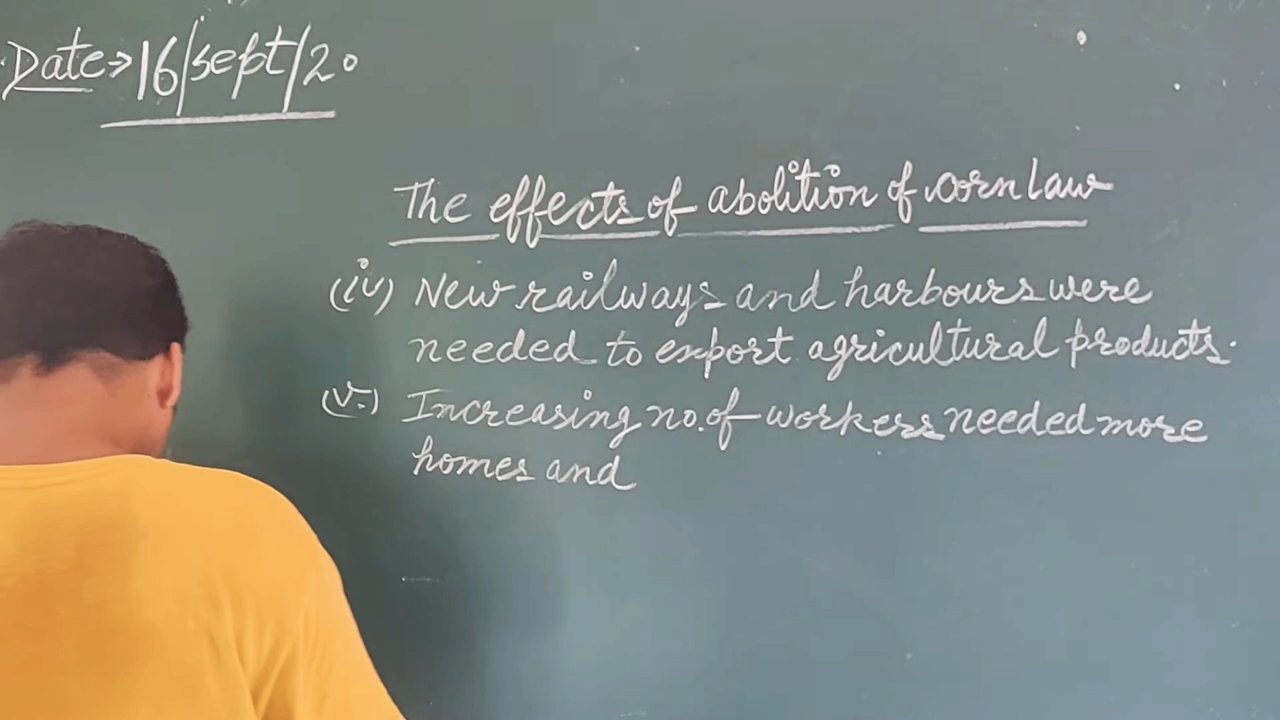 Date→16/sept/20
The effects of abolition of corn law
(iv) New railways and harbours were
needed to export agricultural products.
(v.) Increasing no. of workers needed more
homes and